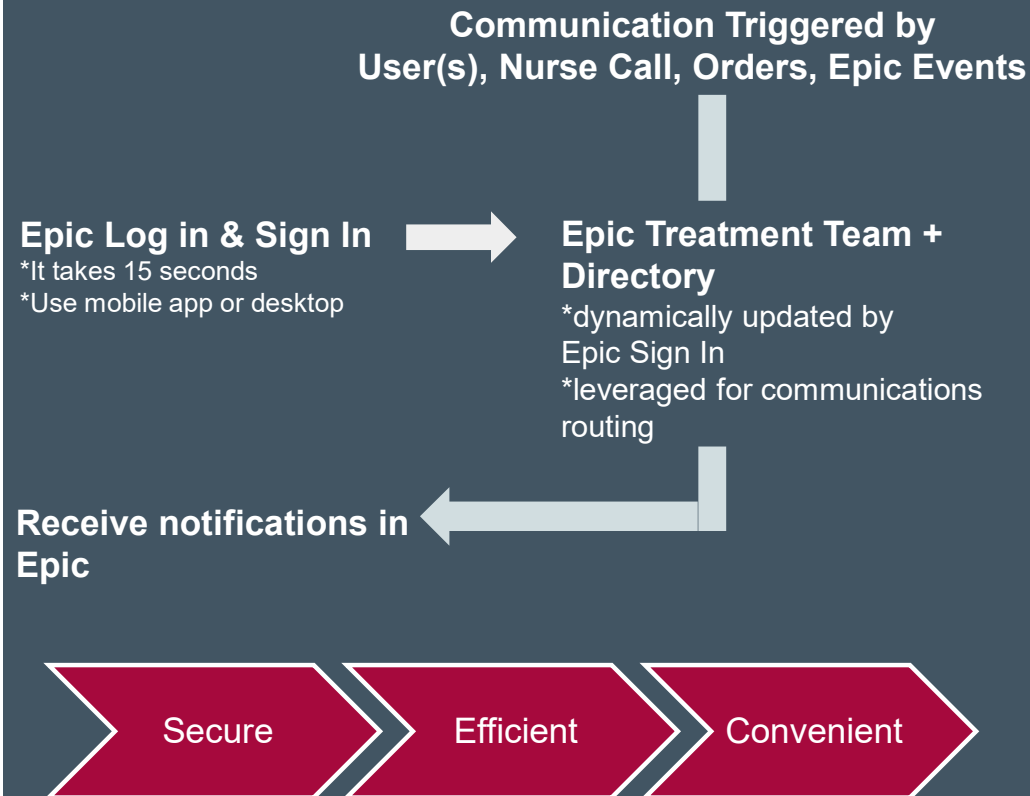 Communication Triggered by
User(s), Nurse Call, Orders, Epic Events
Epic Log in & Sign In
*It takes 15 seconds
*Use mobile app or desktop
Epic Treatment Team +
Directory
*dynamically updated by
Epic Sign In
*leveraged for communications
routing
Receive notifications in
Epic
Secure
Efficient
Convenient